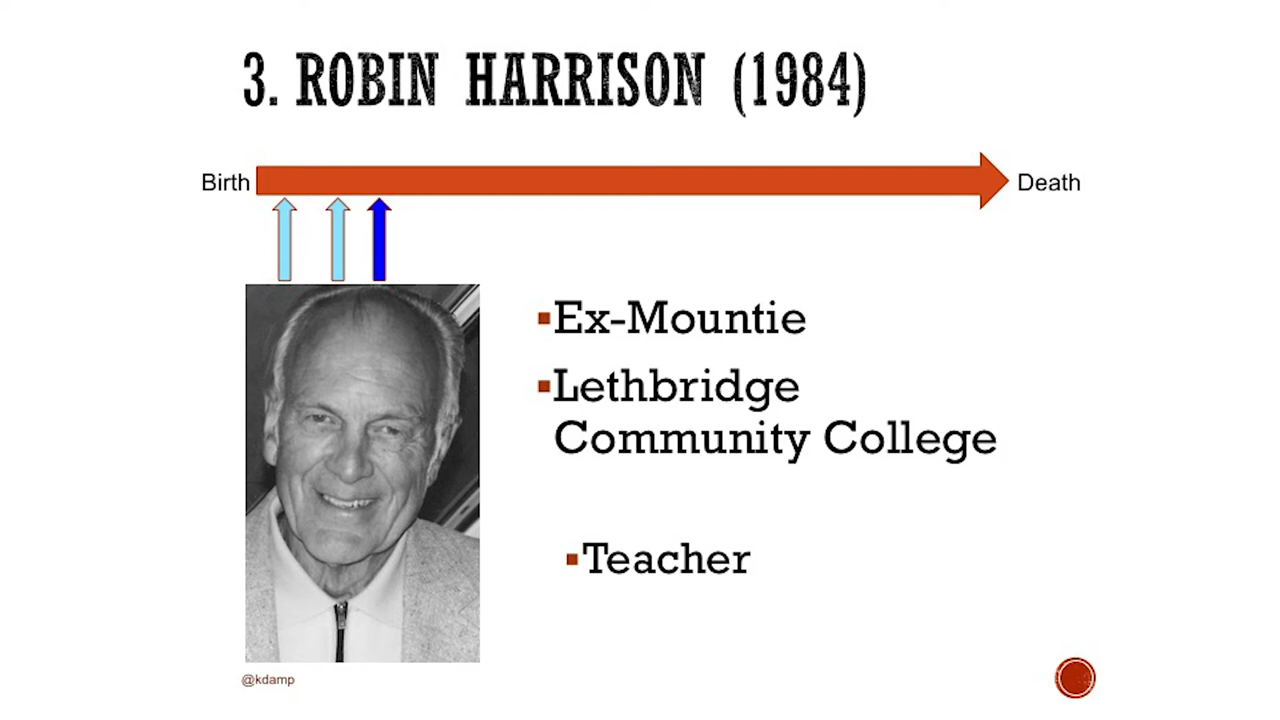 3. ROBIN HARRISON (1984)
Birth
Death
▪Ex-Mountie
▪Lethbridge
Community College
▪Teacher
@kdamp